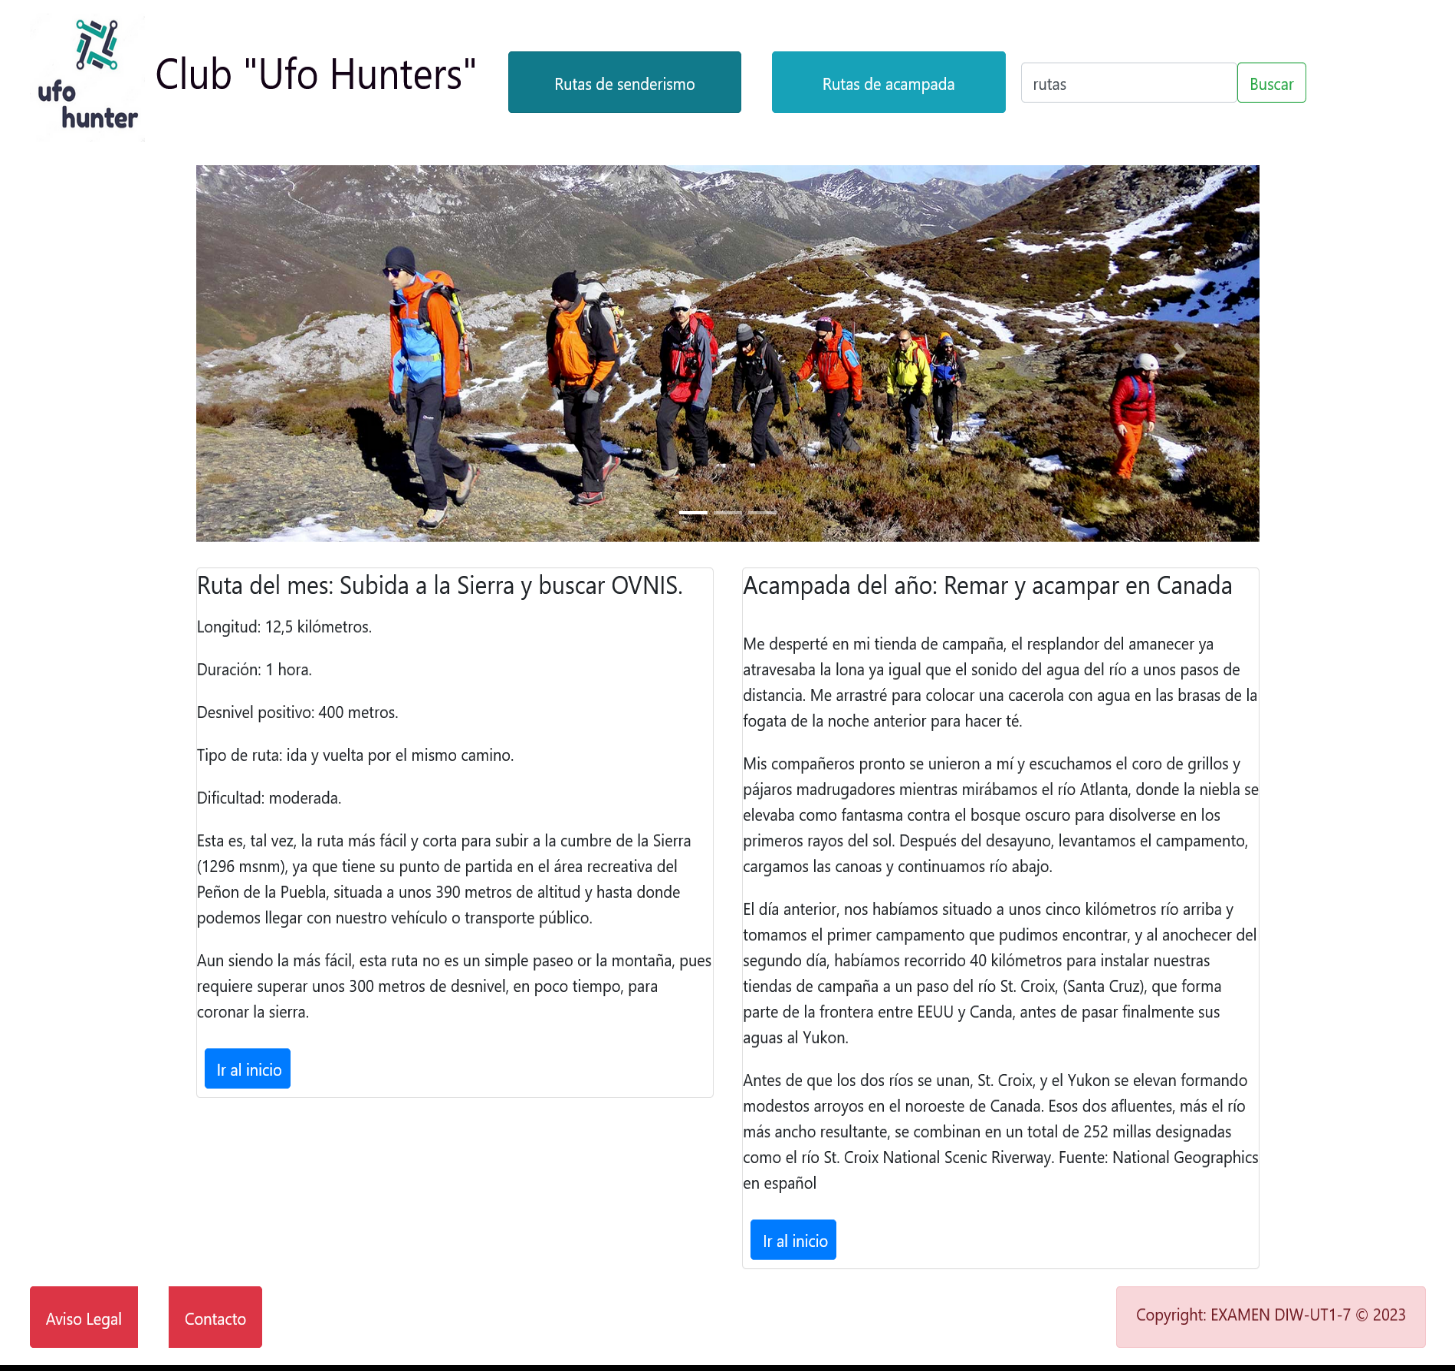 ufo
hunter
Club "Ufo Hunters"
Rutas de senderismo
Rutas de acampada
rutas
Buscar
Ruta del mes: Subida a la Sierra y buscar OVNIS.
Longitud: 12,5 kilómetros.
Duración: 1 hora.
Desnivel positivo: 400 metros.
Tipo de ruta: ida y vuelta por el mismo camino.
Dificultad: moderada.
Esta es, tal vez, la ruta más fácil y corta para subir a la cumbre de la Sierra
(1296 msnm), ya que tiene su punto de partida en el área recreativa del
Peñon de la Puebla, situada a unos 390 metros de altitud y hasta donde
podemos llegar con nuestro vehículo o transporte público.
Aun siendo la más fácil, esta ruta no es un simple paseo or la montaña, pues
requiere superar unos 300 metros de desnivel, en poco tiempo, para
coronar la sierra.
Ir al inicio
Acampada del año: Remar y acampar en Canada
Me desperté en mi tienda de campaña, el resplandor del amanecer ya
atravesaba la lona ya igual que el sonido del agua del río a unos pasos de
distancia. Me arrastré para colocar una cacerola con agua en las brasas de la
fogata de la noche anterior para hacer té.
Mis compañeros pronto se unieron a mí y escuchamos el coro de grillos y
pájaros madrugadores mientras mirábamos el río Atlanta, donde la niebla se
elevaba como fantasma contra el bosque oscuro para disolverse en los
primeros rayos del sol. Después del desayuno, levantamos el campamento,
cargamos las canoas y continuamos río abajo.
El día anterior, nos habíamos situado a unos cinco kilómetros río arriba y
tomamos el primer campamento que pudimos encontrar, y al anochecer del
segundo día, habíamos recorrido 40 kilómetros para instalar nuestras
tiendas de campaña a un paso del río St. Croix, (Santa Cruz), que forma
parte de la frontera entre EEUU y Canda, antes de pasar finalmente sus
aguas al Yukon.
Antes de que los dos ríos se unan, St. Croix, y el Yukon se elevan formando
modestos arroyos en el noroeste de Canada. Esos dos afluentes, más el río
más ancho resultante, se combinan en un total de 252 millas designadas
como el río St. Croix National Scenic Riverway. Fuente: National Geographics
en español
Ir al inicio
Aviso Legal
Contacto
Copyright: EXAMEN DIW-UT1-7 © 2023